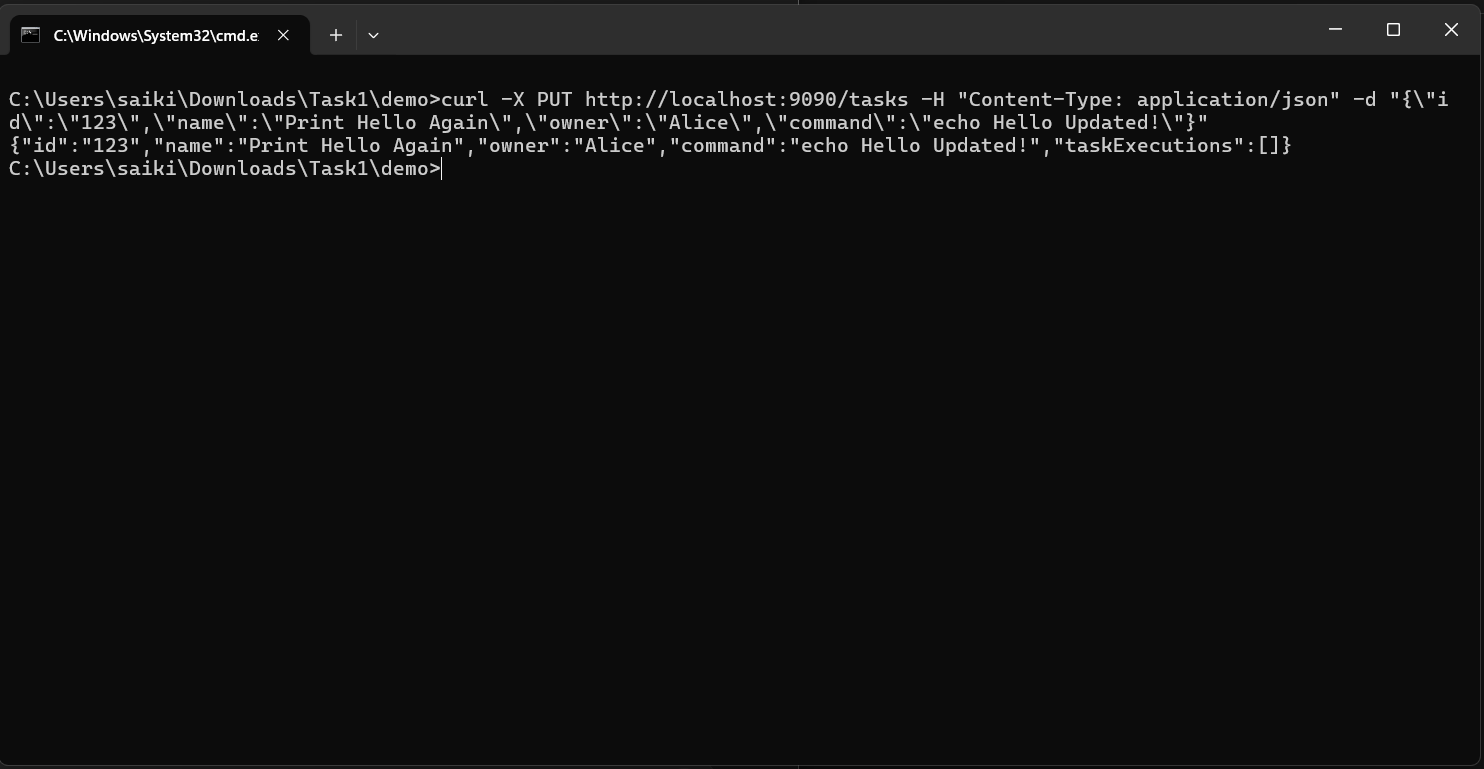 C:\Windows\System32\cmd.e
C:\Users\saiki\Downloads\Task1\demo>curl -X PUT http://localhost:9090/tasks -H "Content-Type: application/json" -d "{\"i
d\":\"123\",\"name\":\"Print Hello Again\",\"owner\":\"Alice\",\"command\":\"echo Hello Updated!\"}"
{"id":"123","name":"Print Hello Again","owner":"Alice","command":"echo Hello Updated!","taskExecutions":[]}
C:\Users\saiki\Downloads\Task1\demo>